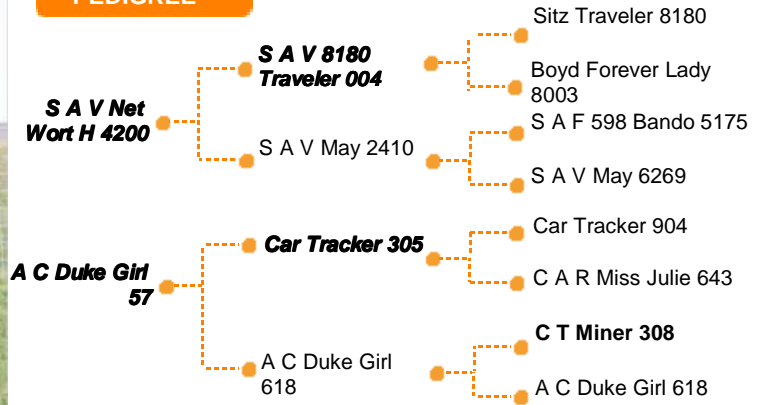 PEDIGREE
Sitz Traveler 8180
S A V 8180
Traveler 004
Boyd Forever Lady
8003
S A V Net
Wort H 4200
S A F 598 Bando 5175
S A V May 2410
S A V May 6269
Car Tracker 904
Car Tracker 305
A C Duke Girl
57
C A R Miss Julie 643
C T Miner 308
A C Duke Girl
618
A C Duke Girl 618